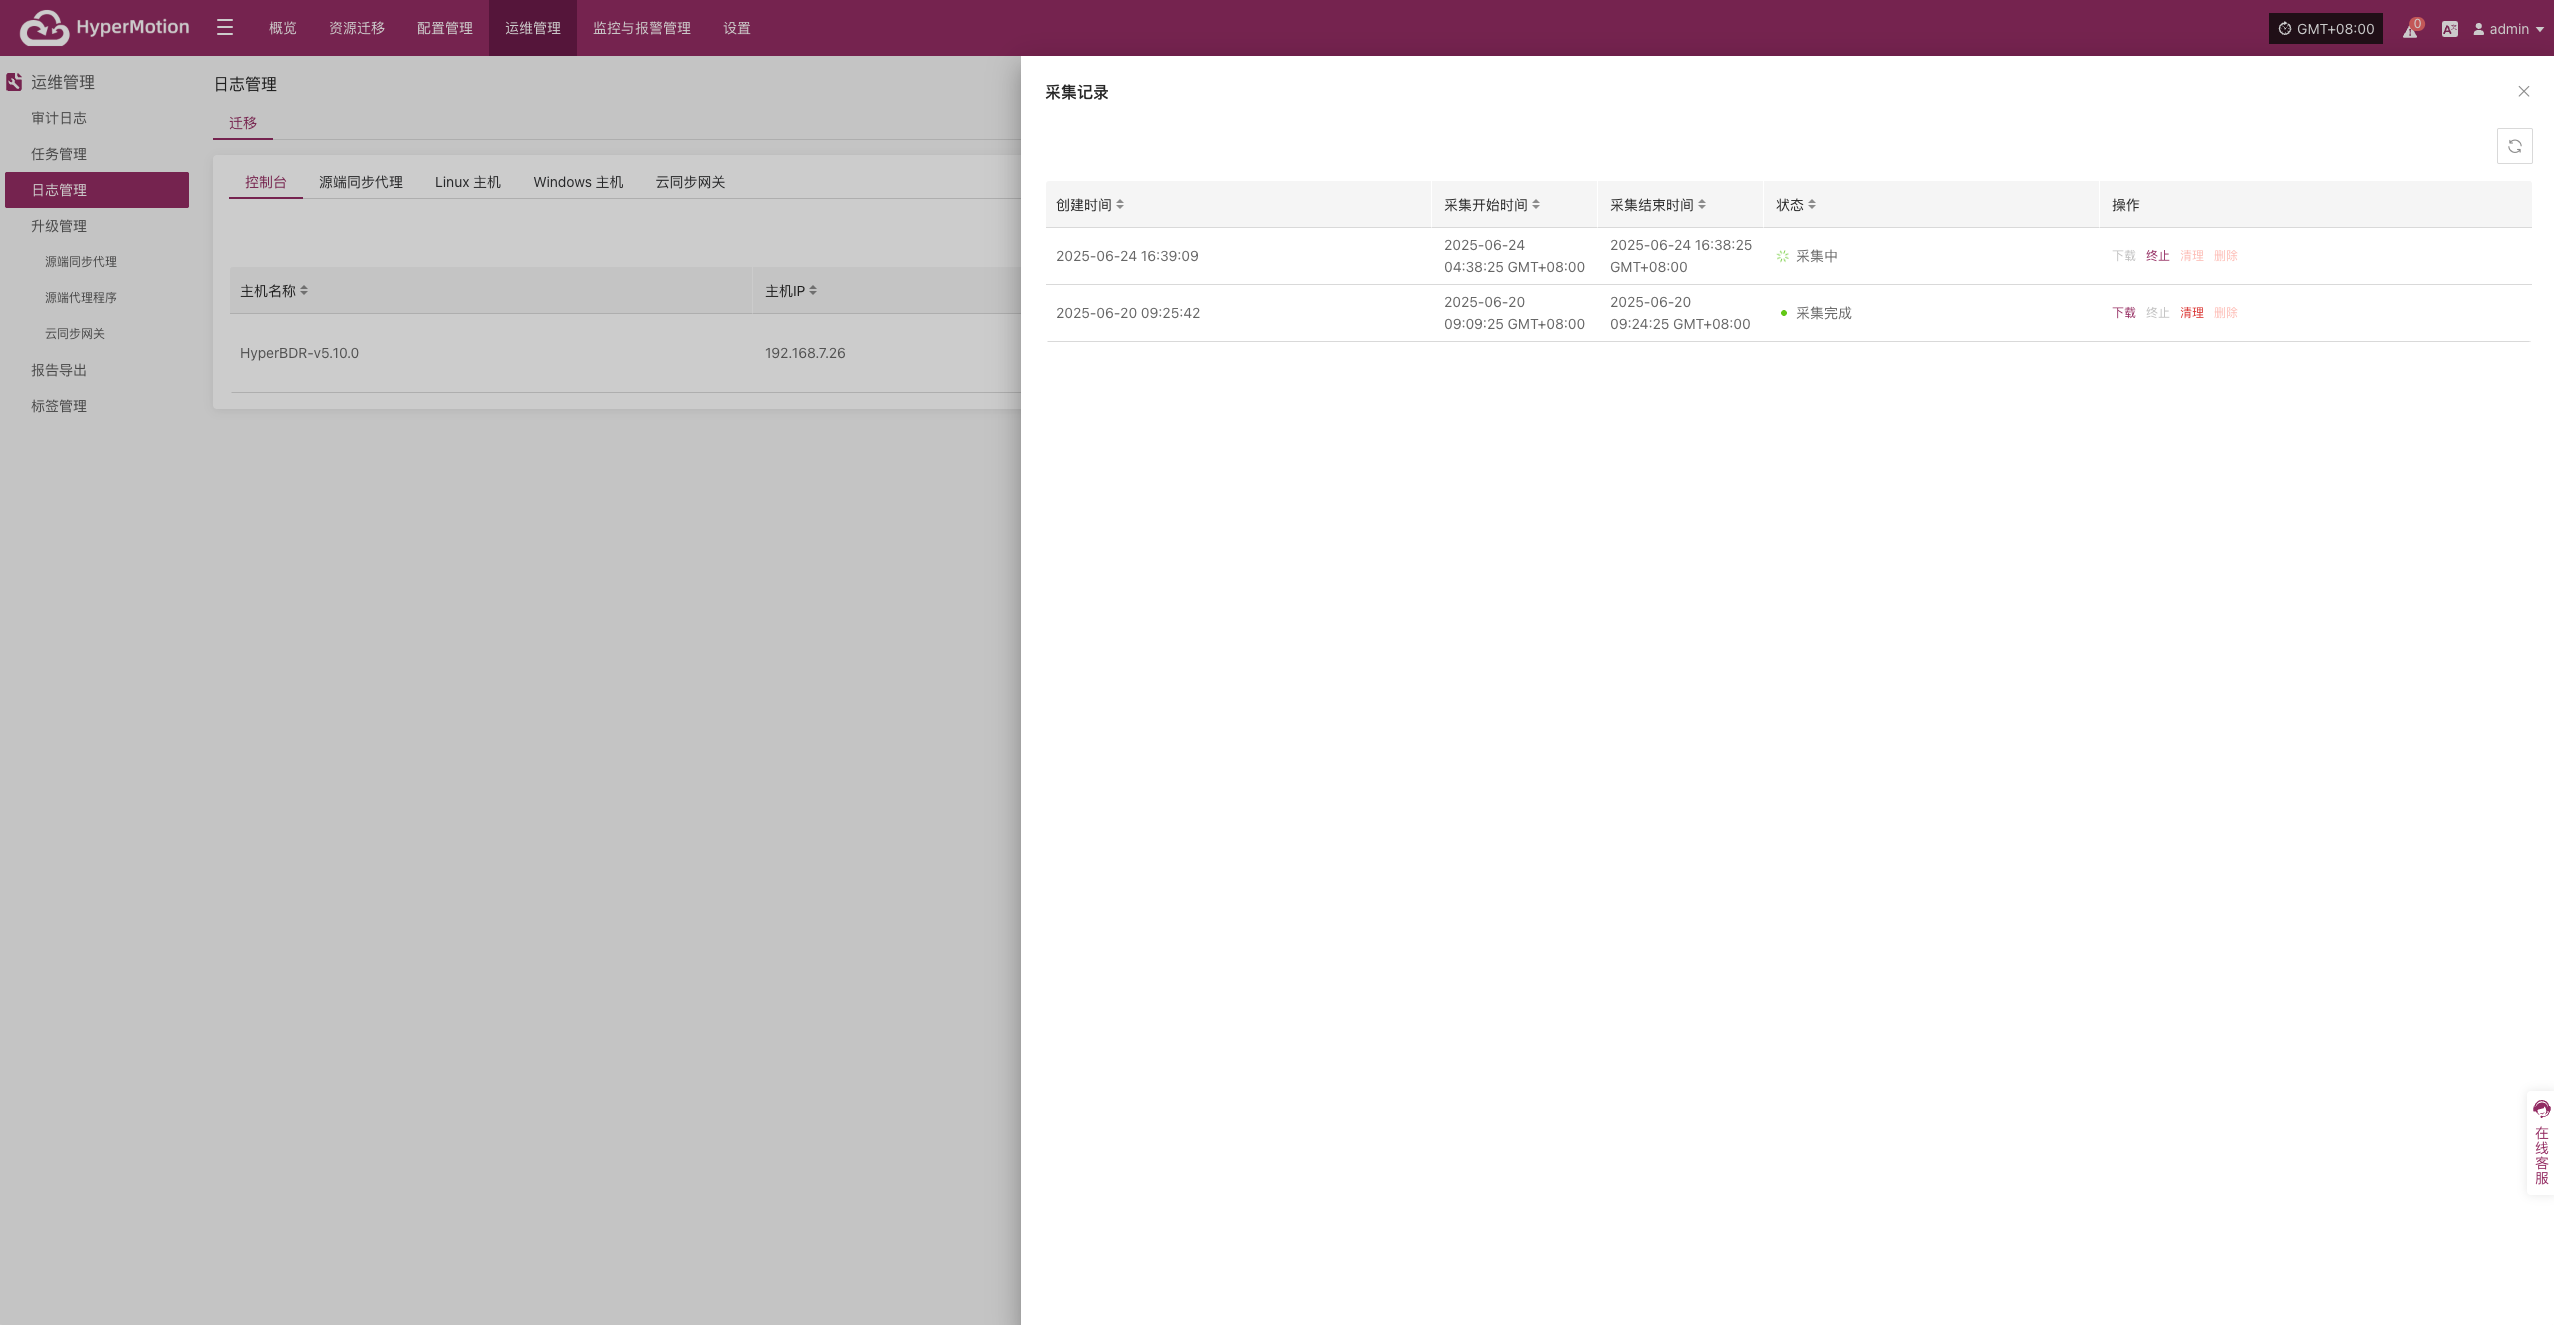 HyperMotion
概览
资源迁移
配置管理
运维管理
监控与报警管理
设置
GMT+08:00
0
admin
运维管理
审计日志
任务管理
日志管理
升级管理
源端同步代理
源端代理程序
云同步网关
报告导出
标签管理
日志管理
迁移
控制台
源端同步代理
Linux 主机
Windows 主机
云同步网关
主机名称
主机IP
HyperBDR-v5.10.0
192.168.7.26
采集记录
创建时间
采集开始时间
采集结束时间
状态
操作
2025-06-24 16:39:09
2025-06-24
04:38:25 GMT+08:00
2025-06-24 16:38:25
GMT+08:00
采集中
下载 终止 清理 删除
2025-06-20 09:25:42
2025-06-20
09:09:25 GMT+08:00
2025-06-20
09:24:25 GMT+08:00
采集完成
下载 终止 清理 删除
在线客服